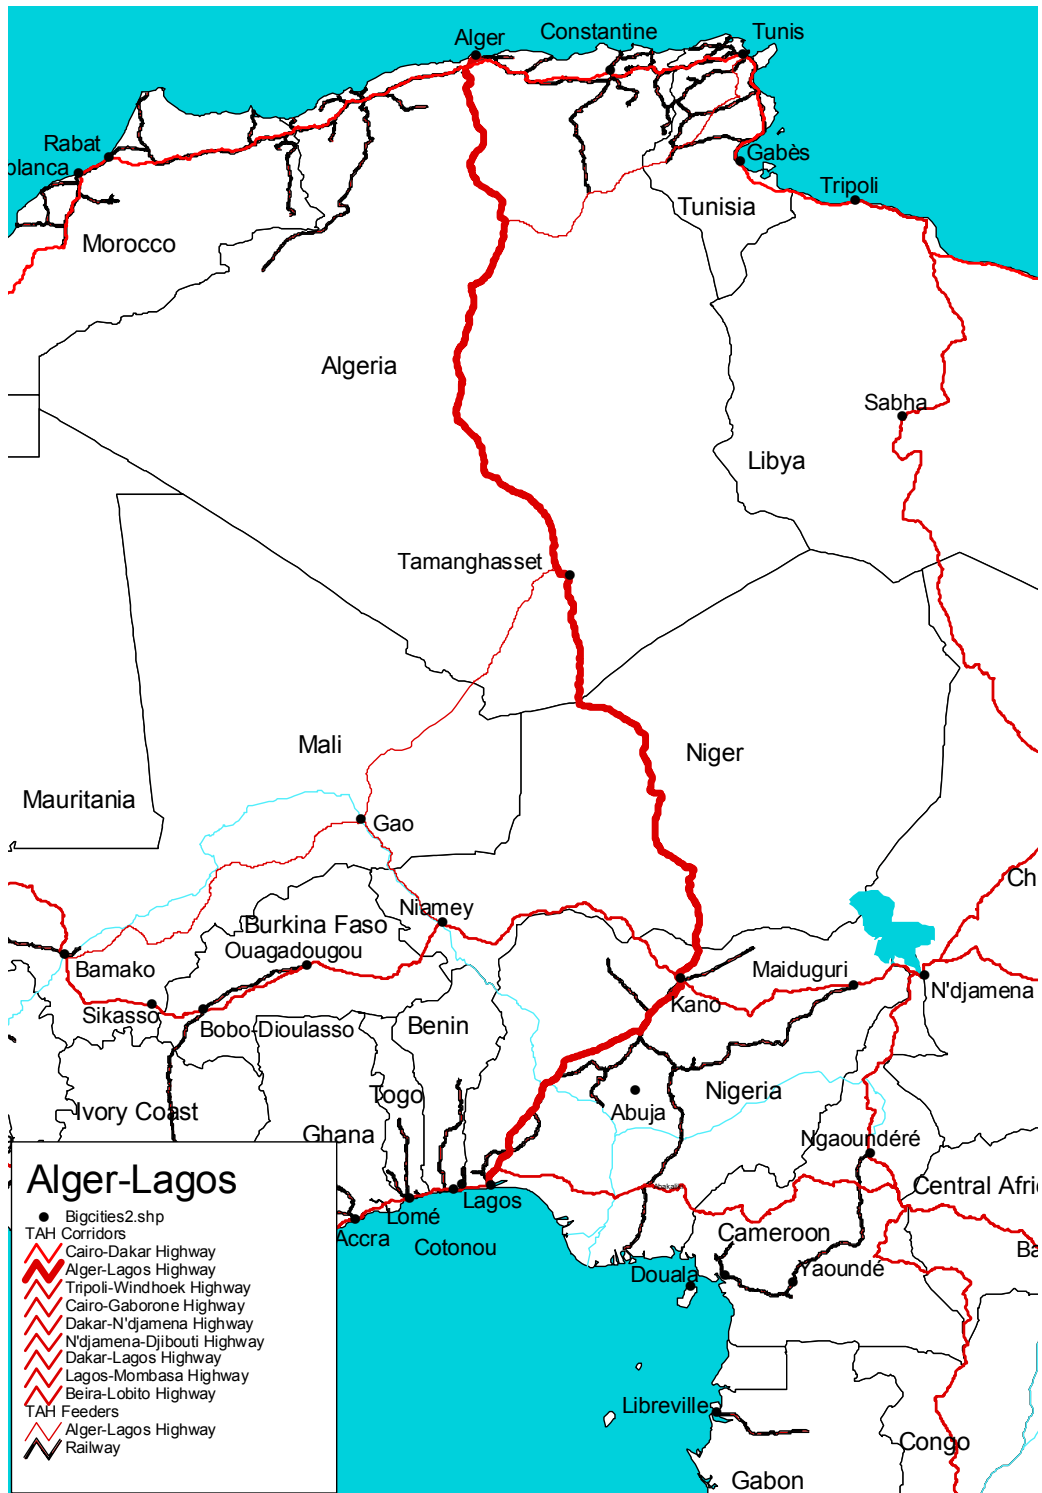 Alger
Constantine
Tunis
Rabat
blanca
Gabès
Tripoli
Tunisia
Morocco
Algeria
Sabha
Libya
Tamanghasset
Mali
Niger
Mauritania
Gao
Ch
Niamey
Burkina Faso
Ouagadougou
Bamako
Maiduguri
N'djamena
Kano
Sikasso
Bobo-Dioulasso
Benin
Togo
Nigeria
Abuja
Ivory Coast
Ghana
Ngaoundéré
Central Afri
Lagos
Lomé
Accra
Cotonou
Cameroon
Ba
Yaoundé
Douala
Libreville
Congo
Gabon
Alger-Lagos
Bigcities2.shp
TAH Corridors
Cairo-Dakar Highway
Alger-Lagos Highway
Tripoli-Windhoek Highway
Cairo-Gaborone Highway
Dakar-N'djamena Highway
N'djamena-Djibouti Highway
Dakar-Lagos Highway
Lagos-Mombasa Highway
Beira-Lobito Highway
TAH Feeders
Alger-Lagos Highway
Railway